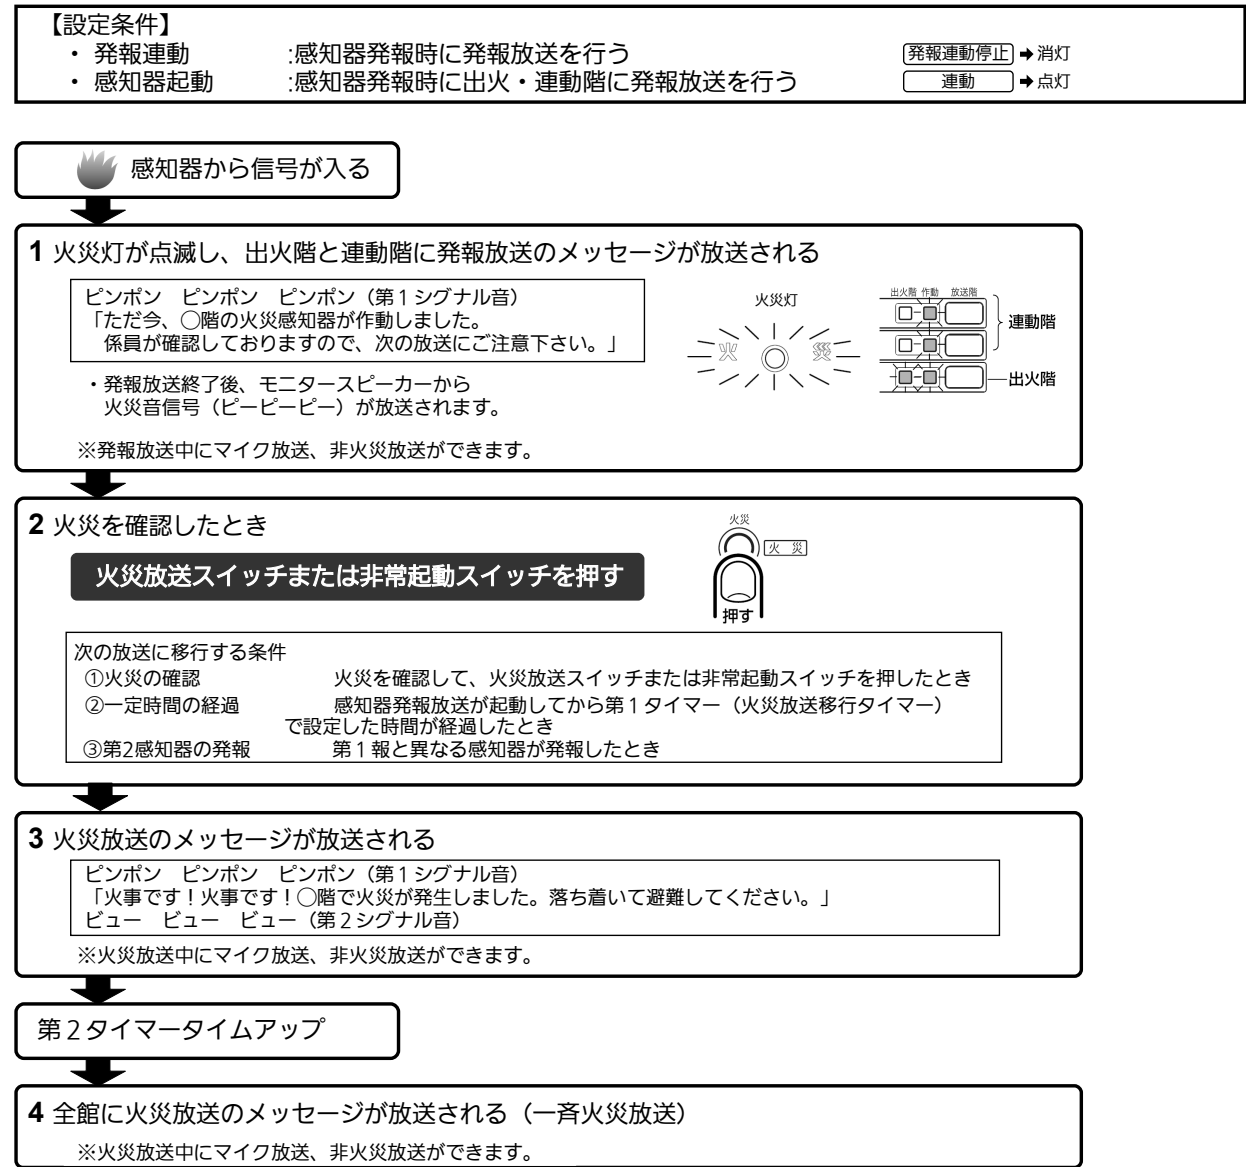 【設定条件】
・ 発報連動 :感知器発報時に発報放送を行う 発報連動停止 ➡ 消灯
・ 感知器起動 :感知器発報時に出火・連動階に発報放送を行う 連動 ➡ 点灯
感知器から信号が入る
1 火災灯が点滅し、出火階と連動階に発報放送のメッセージが放送される
ピンポン ピンポン ピンポン（第１シグナル音）
「ただ今、〇階の火災感知器が作動しました。
係員が確認しておりますので、次の放送にご注意下さい。」
・発報放送終了後、モニタースピーカーから
火災音信号（ピーピーピー）が放送されます。
※発報放送中にマイク放送、非火災放送ができます。
火災灯
火 災
出火階 作動 放送階
連動階
出火階
2 火災を確認したとき
火災放送スイッチまたは非常起動スイッチを押す
火災
火 災
押す
次の放送に移行する条件
①火災の確認 火災を確認して、火災放送スイッチまたは非常起動スイッチを押したとき
②一定時間の経過 感知器発報放送が起動してから第１タイマー（火災放送移行タイマー）
で設定した時間が経過したとき
③第2感知器の発報 第１報と異なる感知器が発報したとき
3 火災放送のメッセージが放送される
ピンポン ピンポン ピンポン（第１シグナル音）
「火事です！火事です！〇階で火災が発生しました。落ち着いて避難してください。」
ビュー ビュー ビュー（第２シグナル音）
※火災放送中にマイク放送、非火災放送ができます。
第２タイマータイムアップ
4 全館に火災放送のメッセージが放送される（一斉火災放送）
※火災放送中にマイク放送、非火災放送ができます。